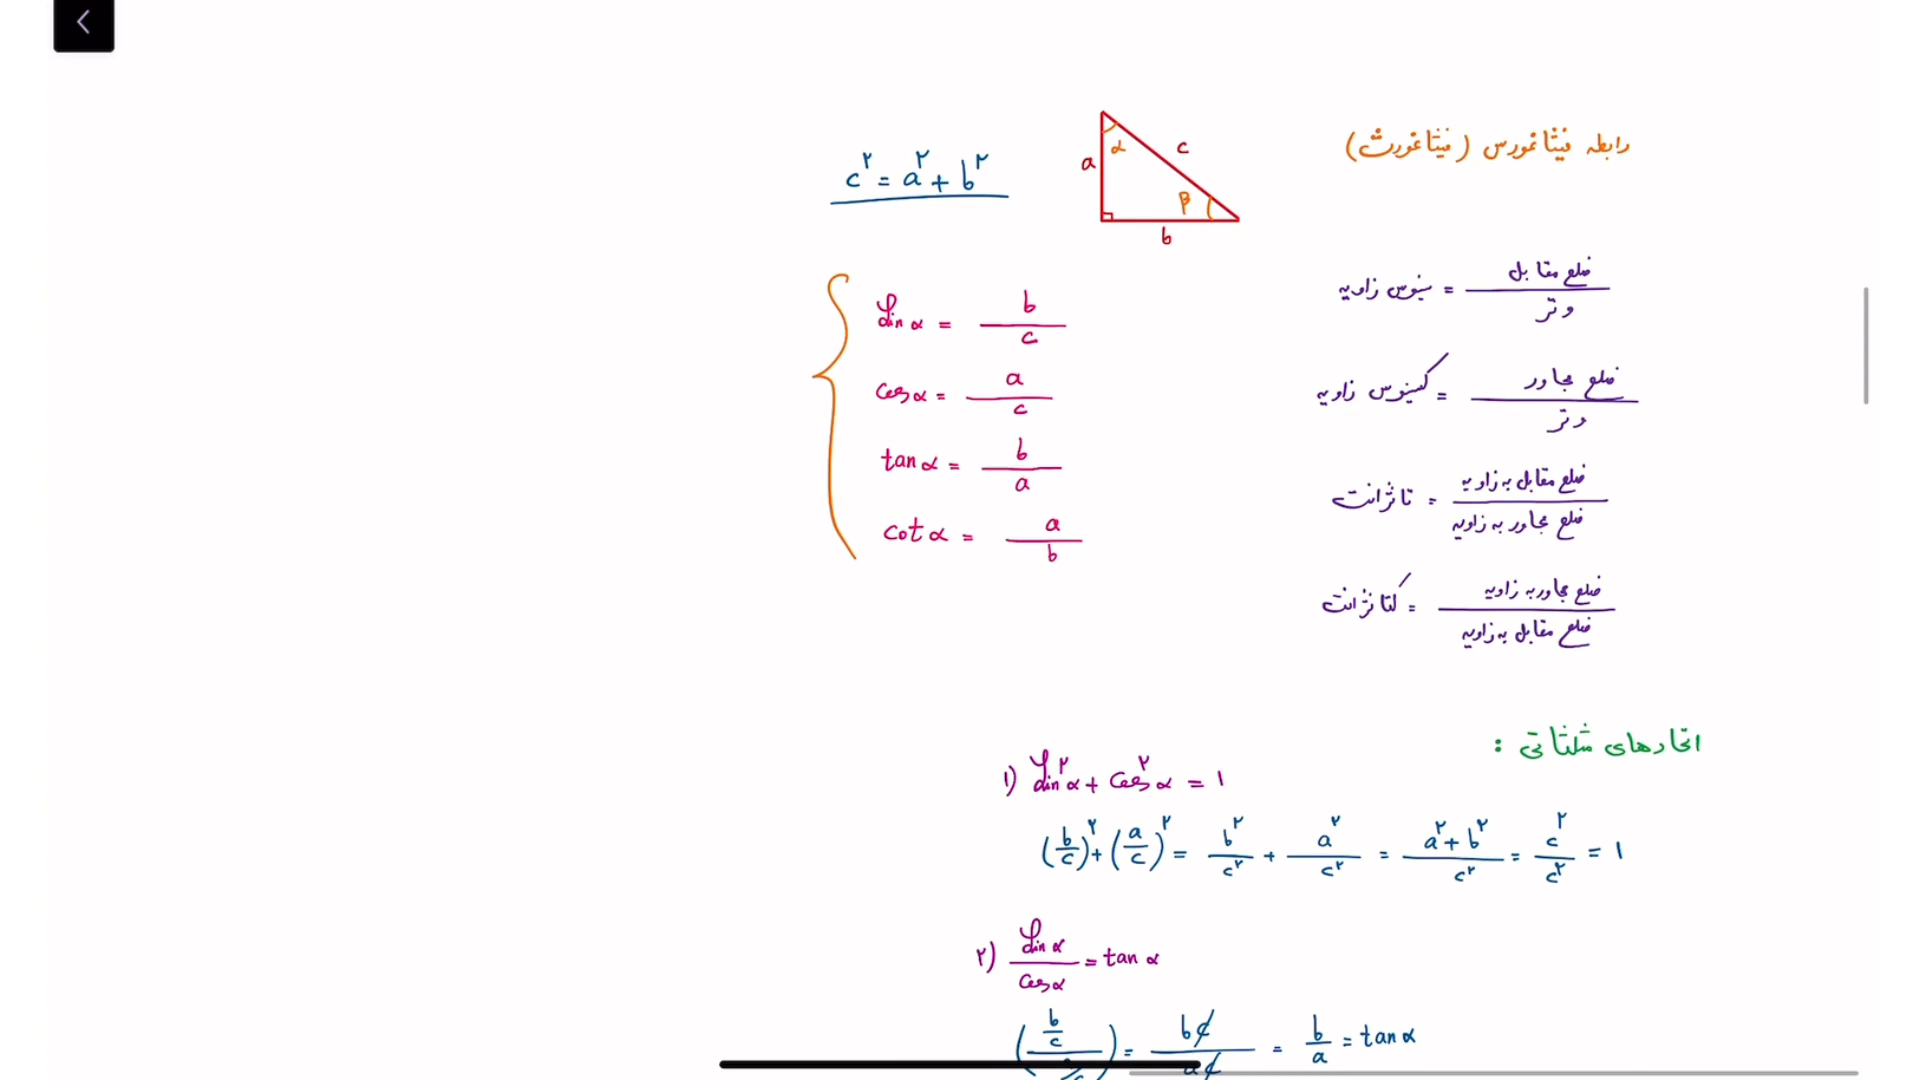 رابطه فیثاغورس (فیثاغورث)
c² = a² + b²
a
α
c
β
b
سینوس زاویه = ضلع مقابل / وتر
کسینوس زاویه = ضلع مجاور / وتر
تانژانت = ضلع مقابل به زاویه / ضلع مجاور به زاویه
کتانژانت = ضلع مجاور به زاویه / ضلع مقابل به زاویه
Sin α = b / c
Cos α = a / c
tan α = b / a
cot α = a / b
اتحادهای مثلثاتی :
۱) Sin²α + Cos²α = ۱
(b/c)² + (a/c)² = b²/c² + a²/c² = a² + b² / c² = c²/c² = ۱
۲) Sin α / Cos α = tan α
(b/c) = bc = b/a = tan α